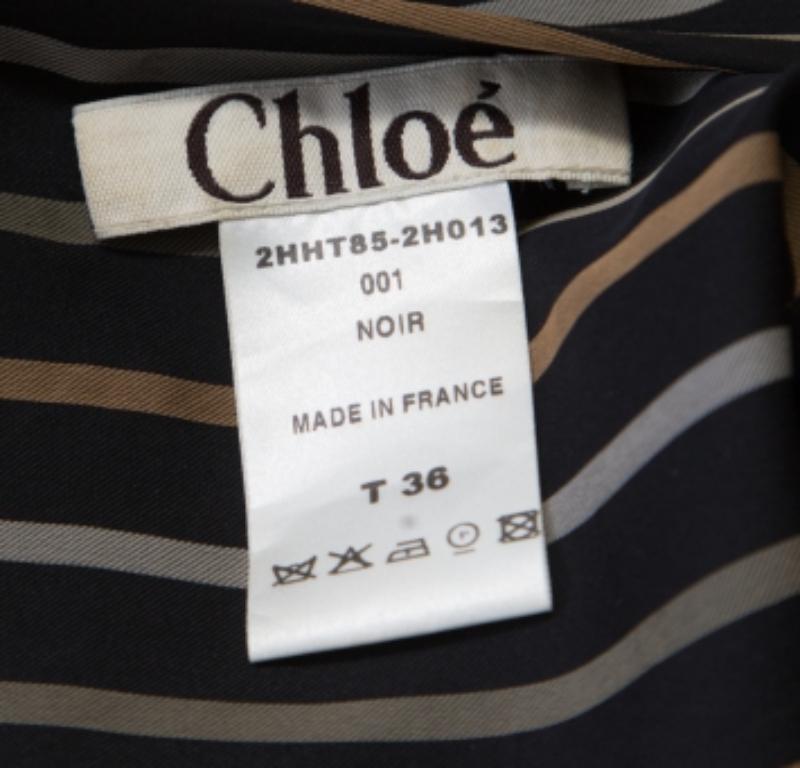 Chloé
2HHT85-2H013
001
NOIR
MADE IN FRANCE
T 36
P